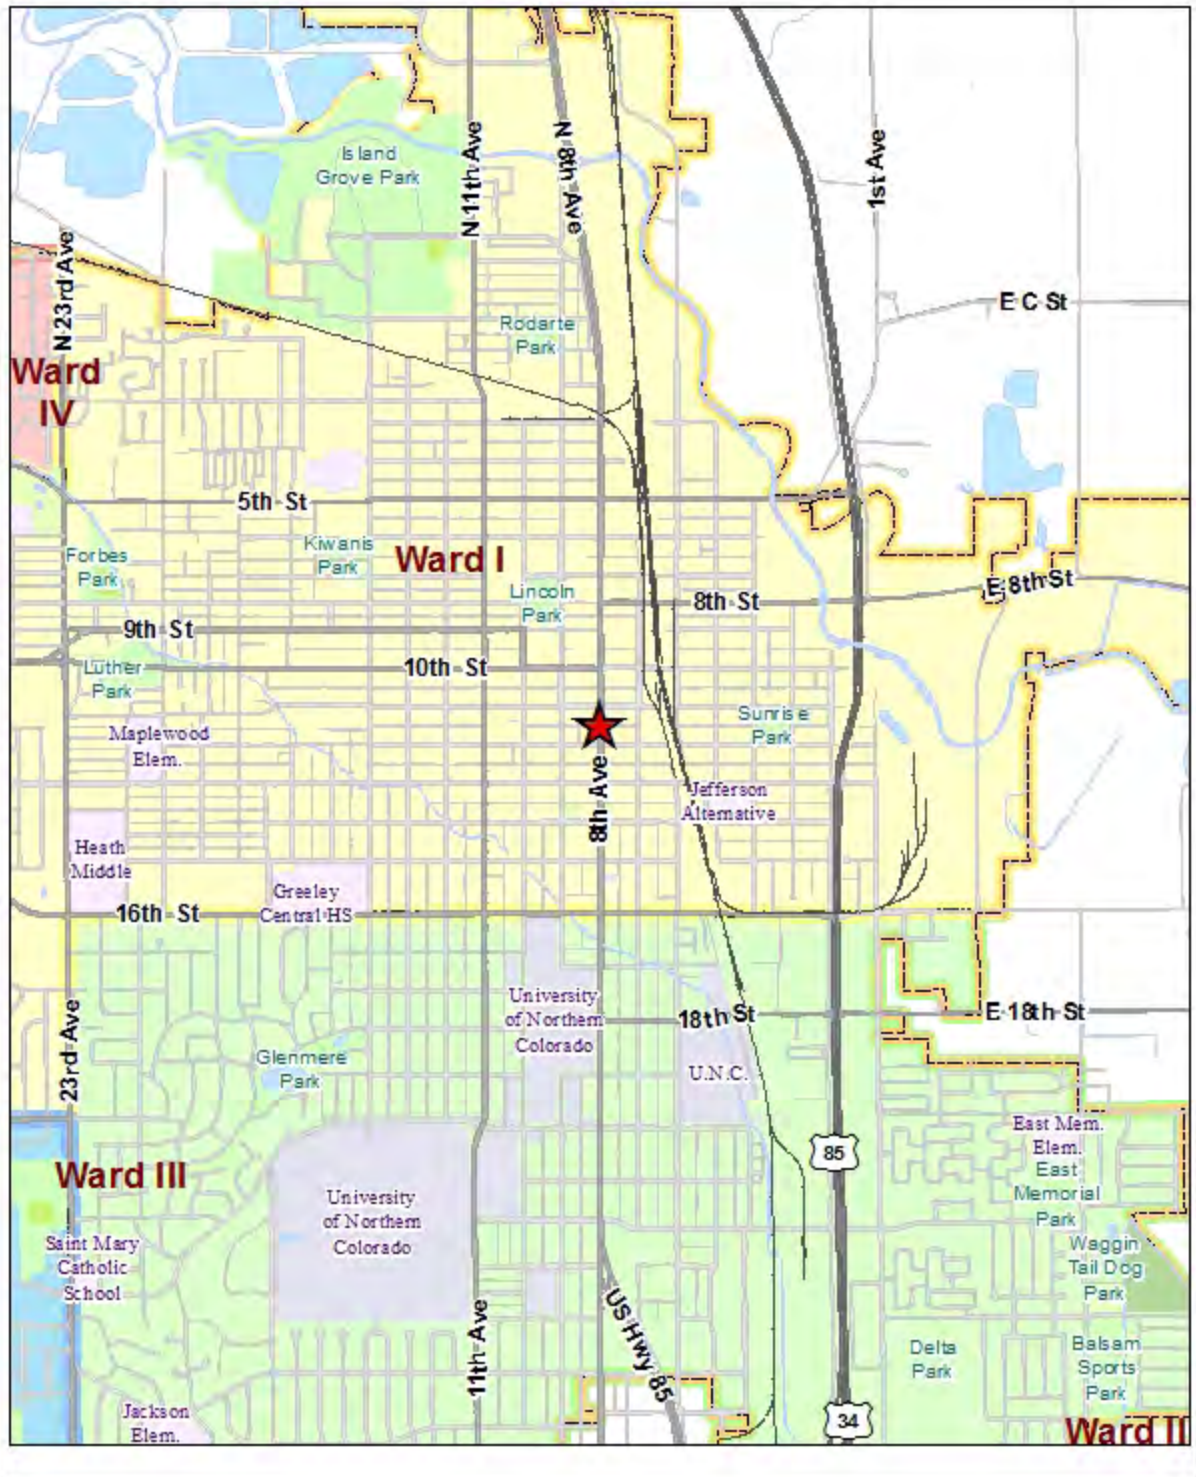 Island
Grove Park
N 11th Ave
N 8th Ave
1st Ave
N 23rd Ave
E C St
Rodarte
Park
Ward
IV
5th St
Forbes
Park
Kiwanis
Park
Ward I
Lincoln
Park
8th St
E 8th St
9th St
10th St
Luther
Park
Maplewood
Elem.
Sunrise
Park
8th Ave
Jefferson
Alternative
Heath
Middle
Greeley
Central HS
16th St
University
of Northern
Colorado
18th St
E 18th St
23rd Ave
Glenmere
Park
U.N.C.
East Mem.
Elem.
East
Memorial
Park
85
Ward III
University
of Northern
Colorado
Saint Mary
Catholic
School
Waggin
Tail Dog
Park
11th Ave
US Hwy 85
Delta
Park
Balsam
Sports
Park
Jackson
Elem.
34
Ward II